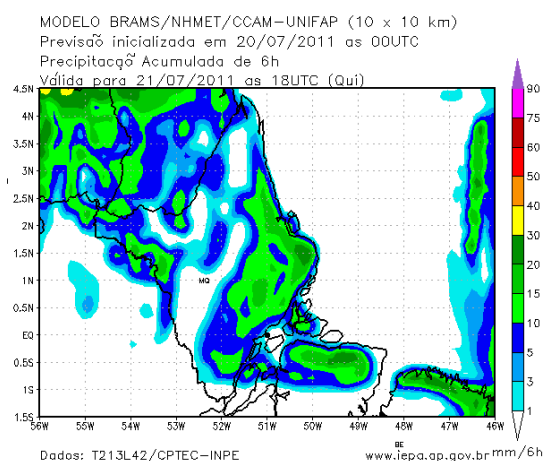 MODELO BRAMS/NHMET/CCAM-UNIFAP (10 x 10 km)
Previsaõ inicializada em 20/07/2011 as 00UTC
Precipitacg̃ Acumulada de 6h
Válida para 21/07/2011 as 18UTC (Qui)
4.5N
4N
3.5N
3N
2.5N
2N
1.5N
1N
0.5N
EQ
0.5S
1S
1.5S
56W 55W 54W 53W 52W 51W 50W 49W 48W 47W 46W
MQ
BE
90
75
60
50
40
30
20
15
10
5
3
1
mm/6h
Dados: T213L42/CPTEC-INPE
www.iepa.ap.gov.br